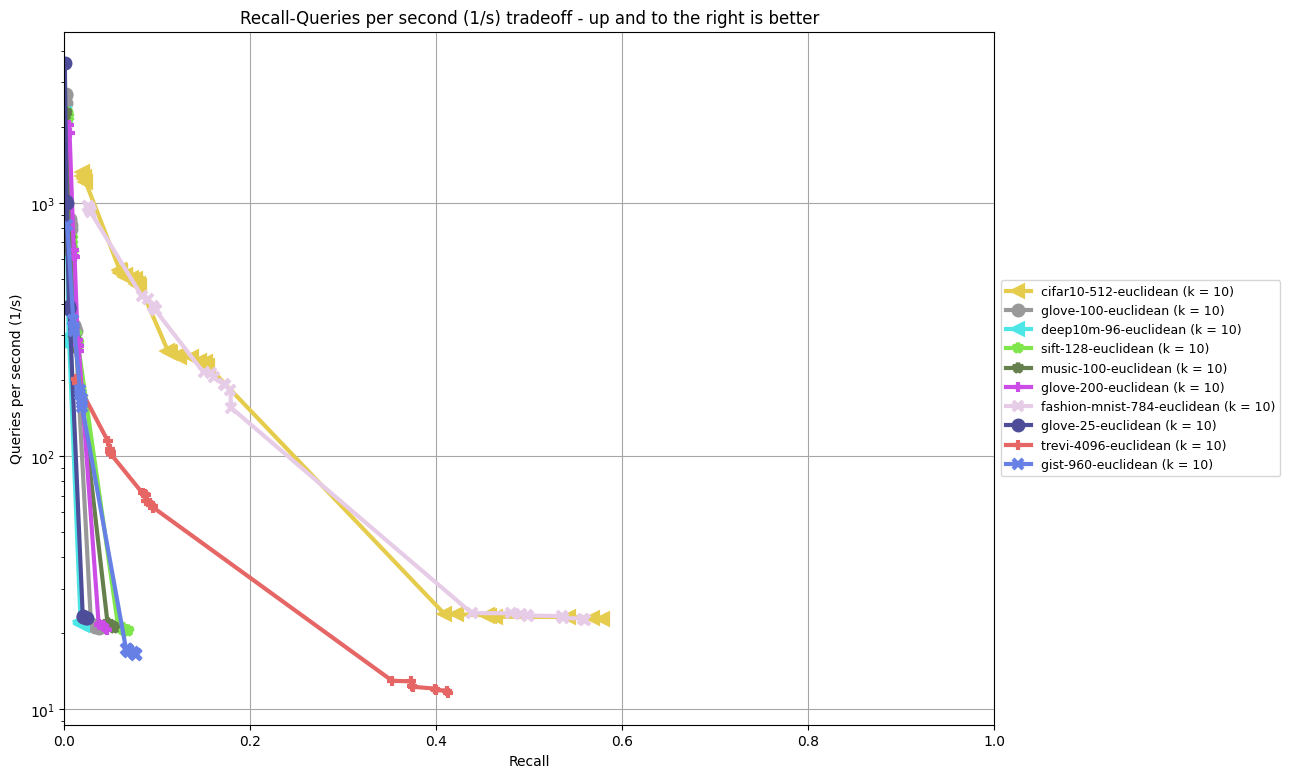 Recall-Queries per second (1/s) tradeoff - up and to the right is better
Queries per second (1/s)
10³
10²
10¹
0.0 0.2 0.4 0.6 0.8 1.0
Recall
cifar10-512-euclidean (k = 10)
glove-100-euclidean (k = 10)
deep10m-96-euclidean (k = 10)
sift-128-euclidean (k = 10)
music-100-euclidean (k = 10)
glove-200-euclidean (k = 10)
fashion-mnist-784-euclidean (k = 10)
glove-25-euclidean (k = 10)
trevi-4096-euclidean (k = 10)
gist-960-euclidean (k = 10)